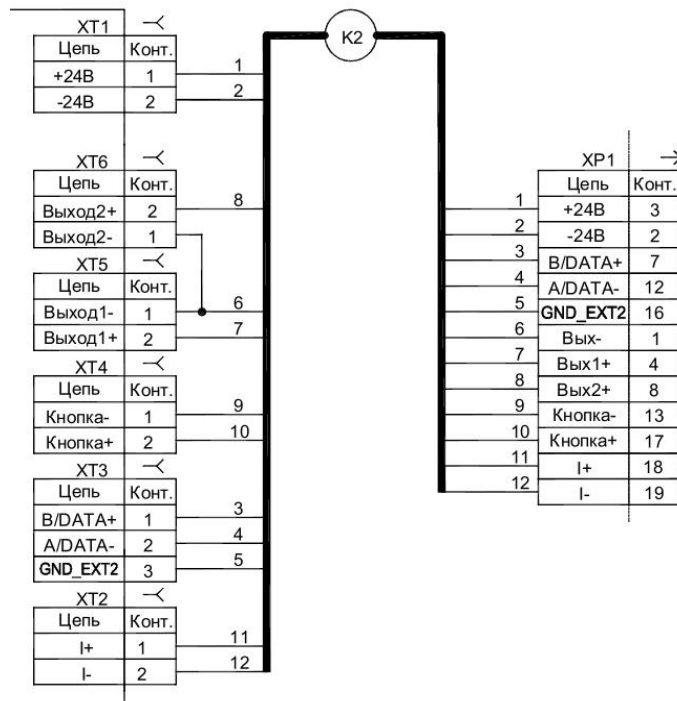 XT1
Цепь Конт.
+24В 1 1
-24В 2 2
K2
XT6
Цепь Конт.
Выход2+ 2 8
Выход2- 1
XT5
Цепь Конт.
Выход1- 1 6
Выход1+ 2 7
XT4
Цепь Конт.
Кнопка- 1 9
Кнопка+ 2 10
XT3
Цепь Конт.
B/DATA+ 1 3
A/DATA- 2 4
GND_EXT2 3 5
XT2
Цепь Конт.
I+ 1 11
I- 2 12
XP1
Цепь Конт.
1 +24В 3
2 -24В 2
3 B/DATA+ 7
4 A/DATA- 12
5 GND_EXT2 16
6 Вых- 1
7 Вых1+ 4
8 Вых2+ 8
9 Кнопка- 13
10 Кнопка+ 17
11 I+ 18
12 I- 19